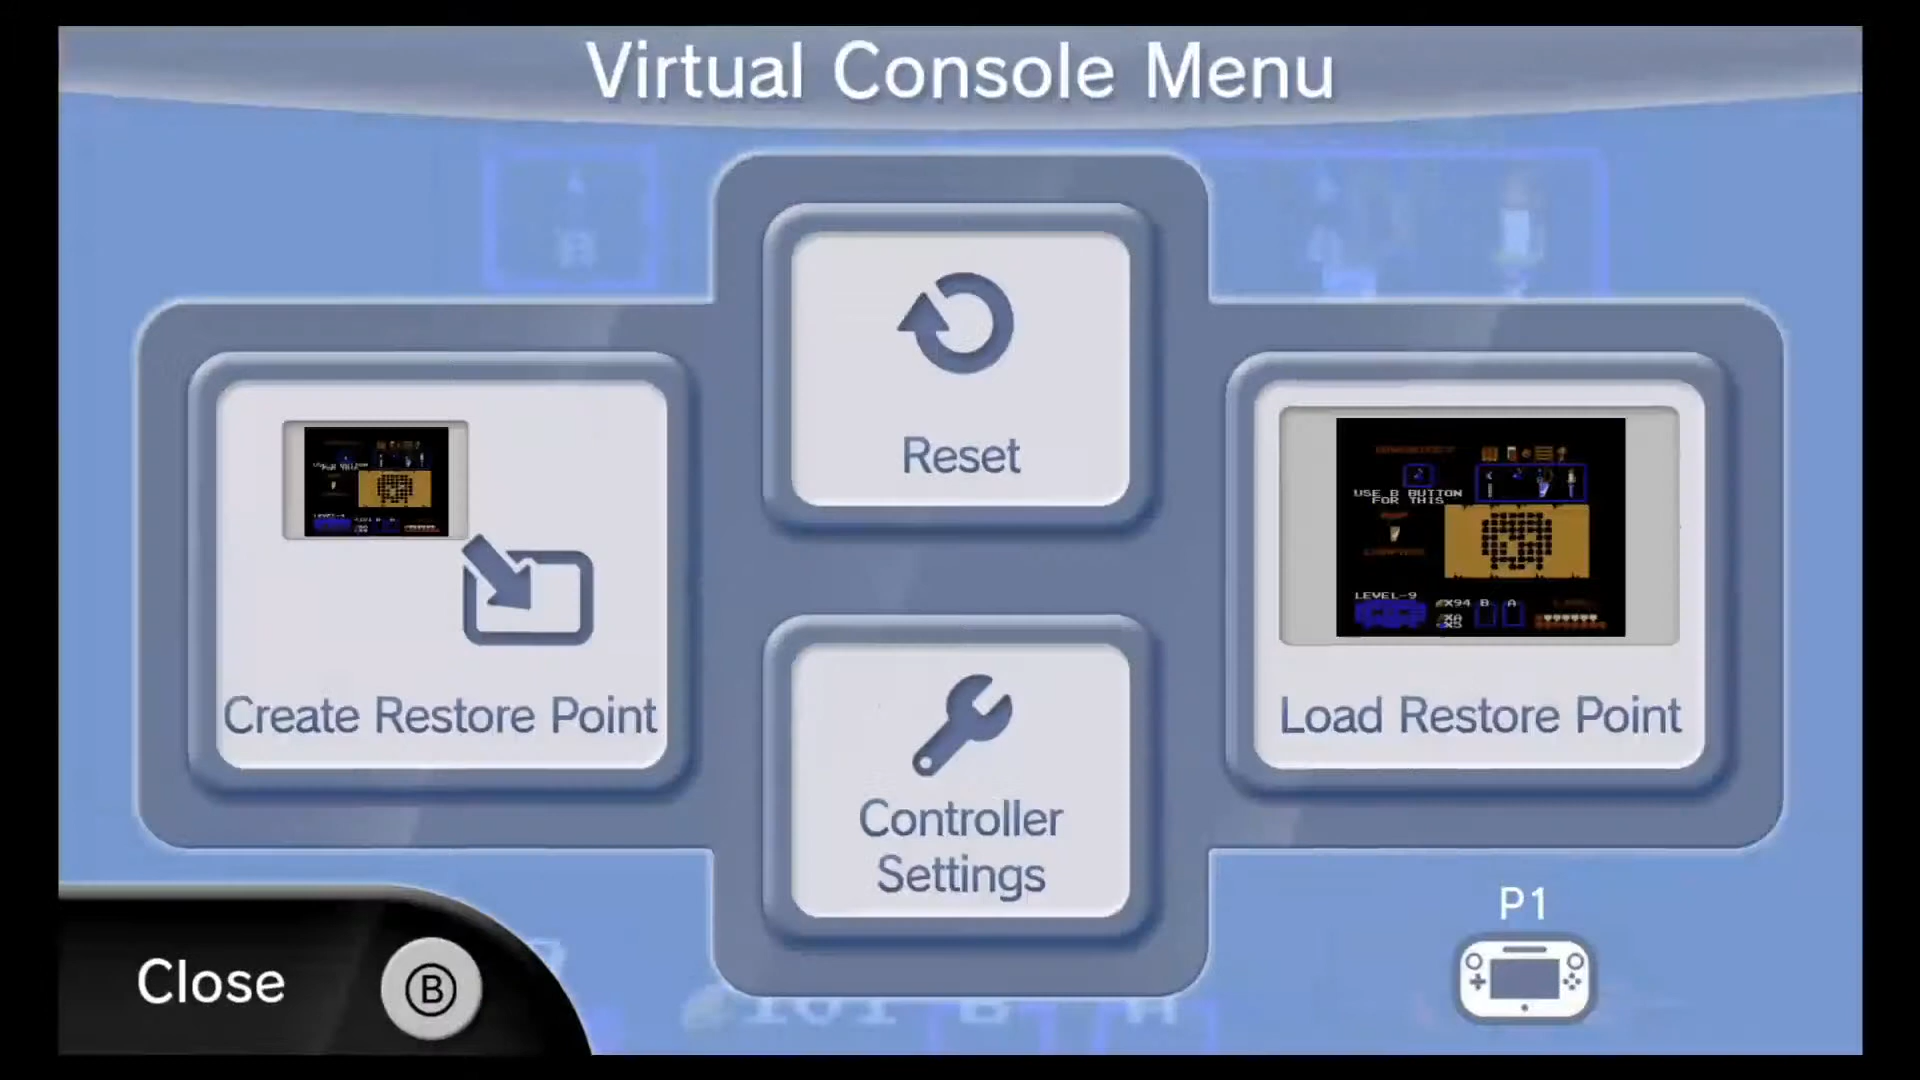 Virtual Console Menu
Reset
Create Restore Point
USE B BUTTON
FOR THIS
LEVEL-9
X94 B A
Load Restore Point
Controller
Settings
P1
Close B